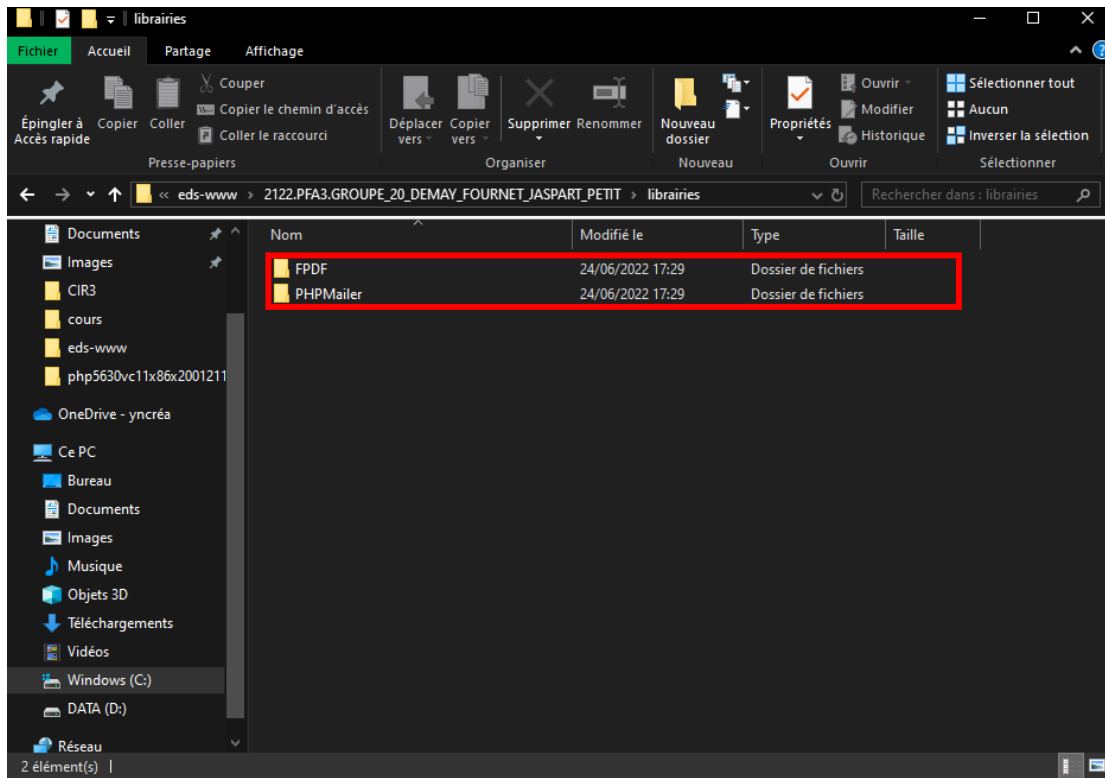 librairies
Fichier Accueil Partage Affichage
Épingler à Accès rapide
Copier
Coller
Couper
Copier le chemin d'accès
Coller le raccourci
Presse-papiers
Déplacer vers
Copier vers
Supprimer
Renommer
Organiser
Nouveau dossier
Nouveau
Propriétés
Ouvrir
Modifier
Historique
Ouvrir
Sélectionner tout
Aucun
Inverser la sélection
Sélectionner
« eds-www > 2122.PFA3.GROUPE_20_DEMAY_FOURNET_JASPART_PETIT > librairies
Rechercher dans : librairies
Nom Modifié le Type Taille
FPDF 24/06/2022 17:29 Dossier de fichiers
PHPMailer 24/06/2022 17:29 Dossier de fichiers
Documents
Images
CIR3
cours
eds-www
php5630vc11x86x2001211
OneDrive - yncréa
Ce PC
Bureau
Documents
Images
Musique
Objets 3D
Téléchargements
Vidéos
Windows (C:)
DATA (D:)
Réseau
2 élément(s)